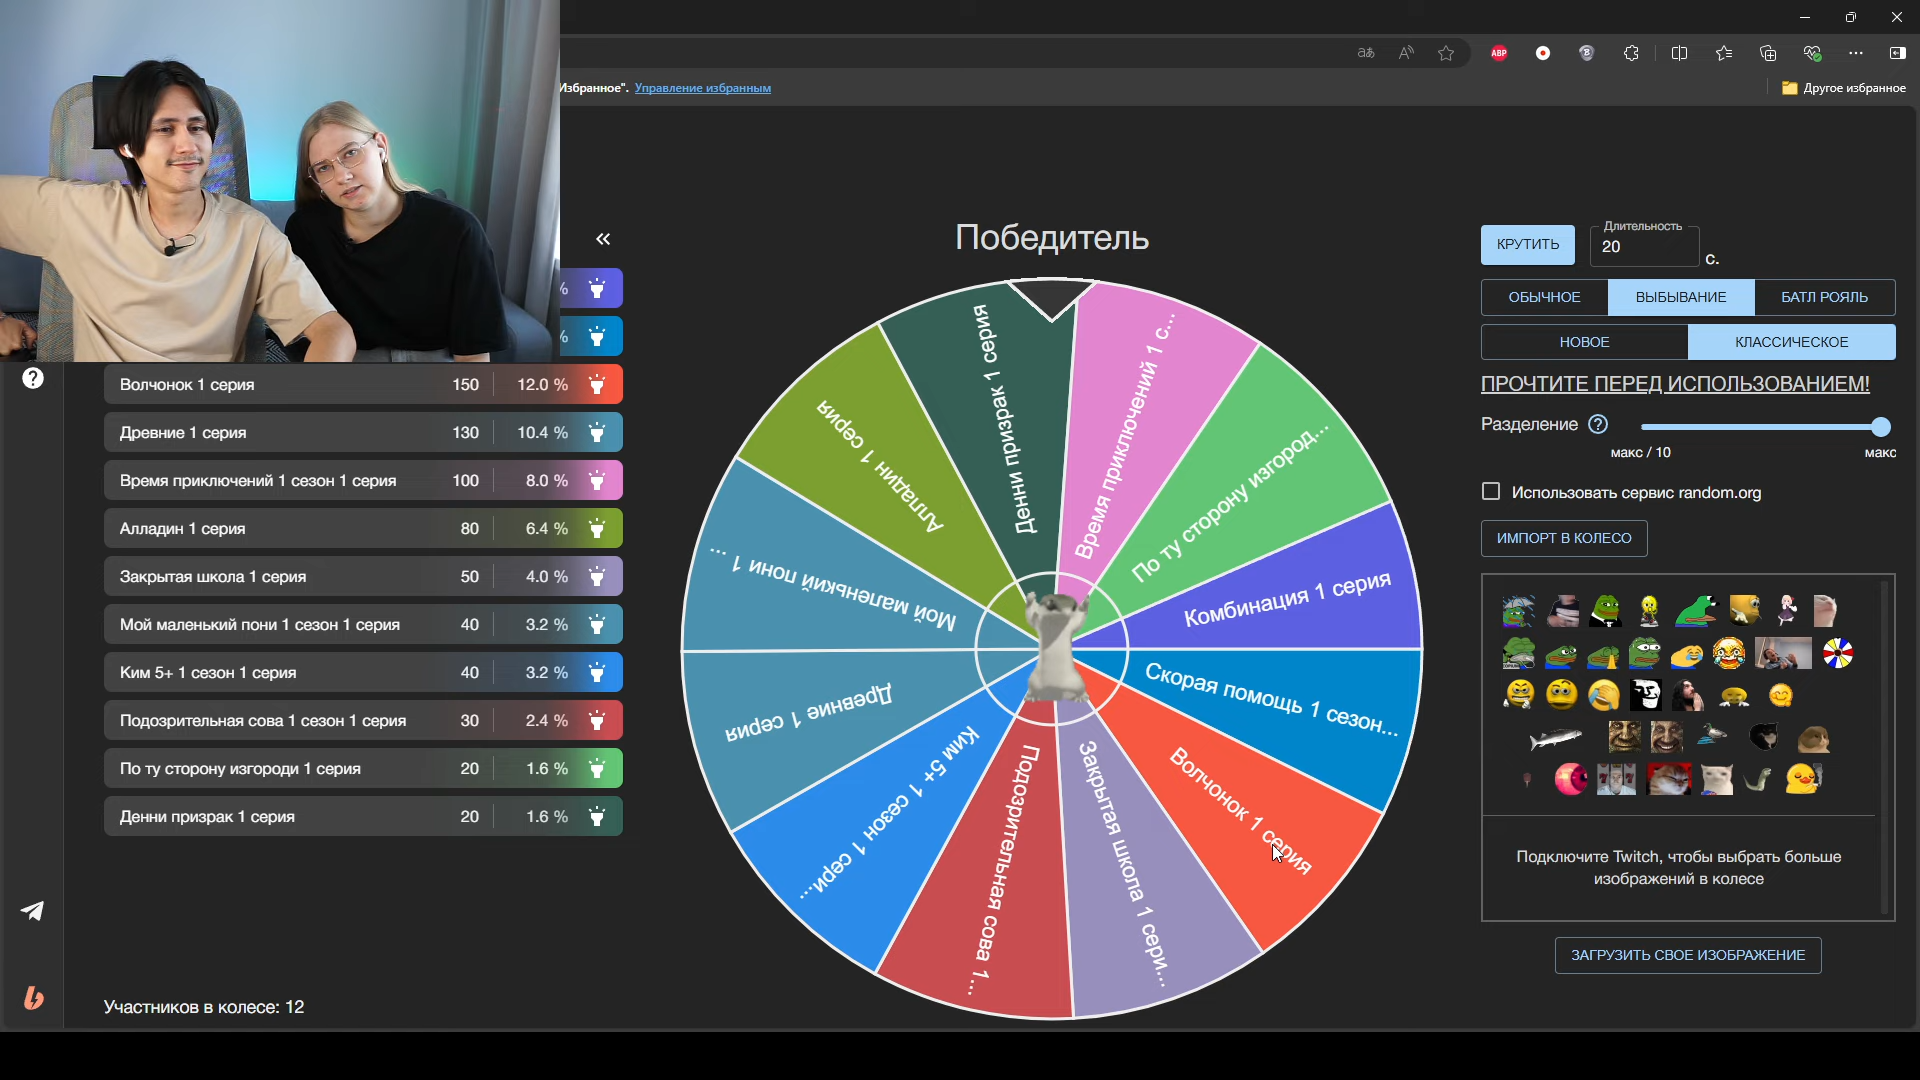 Избранное". Управление избранным
Другое избранное
ABP
Победитель
%
%
Волчонок 1 серия 150 12.0 %
Древние 1 серия 130 10.4 %
Время приключений 1 сезон 1 серия 100 8.0 %
Алладин 1 серия 80 6.4 %
Закрытая школа 1 серия 50 4.0 %
Мой маленький пони 1 сезон 1 серия 40 3.2 %
Ким 5+ 1 сезон 1 серия 40 3.2 %
Подозрительная сова 1 сезон 1 серия 30 2.4 %
По ту сторону изгороди 1 серия 20 1.6 %
Денни призрак 1 серия 20 1.6 %
Участников в колесе: 12
Денни призрак 1 серия
Время приключений 1 с...
По ту сторону изгород...
Комбинация 1 серия
Скорая помощь 1 сезон...
Волчонок 1 серия
Закрытая школа 1 сери...
Подозрительная сова 1...
Ким 5+ 1 сезон 1 сери...
Древние 1 серия
Мой маленький пони 1 ...
Алладин 1 серия
КРУТИТЬ
Длительность
20
с.
ОБЫЧНОЕ ВЫБЫВАНИЕ БАТЛ РОЯЛЬ
НОВОЕ КЛАССИЧЕСКОЕ
ПРОЧТИТЕ ПЕРЕД ИСПОЛЬЗОВАНИЕМ!
Разделение
макс / 10 макс
Использовать сервис random.org
ИМПОРТ В КОЛЕСО
Подключите Twitch, чтобы выбрать больше
изображений в колесе
ЗАГРУЗИТЬ СВОЕ ИЗОБРАЖЕНИЕ